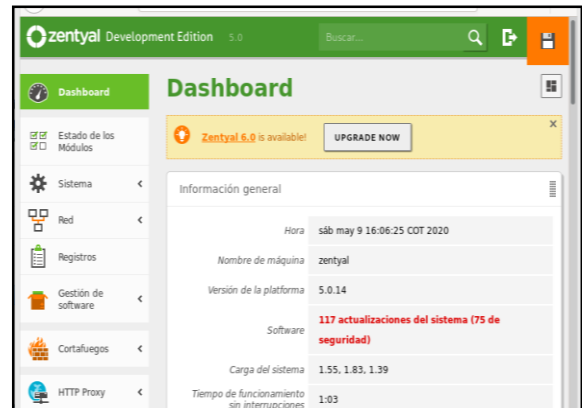 zentyal Development Edition 5.0
Buscar...
Dashboard
Estado de los
Módulos
Sistema
Red
Registros
Gestión de
software
Cortafuegos
HTTP Proxy
Dashboard
Zentyal 6.0 is available!
UPGRADE NOW
x
Información general
Hora sáb may 9 16:06:25 COT 2020
Nombre de máquina zentyal
Versión de la platforma 5.0.14
Software 117 actualizaciones del sistema (75 de
seguridad)
Carga del sistema 1.55, 1.83, 1.39
Tiempo de funcionamiento
sin interrupciones 1:03